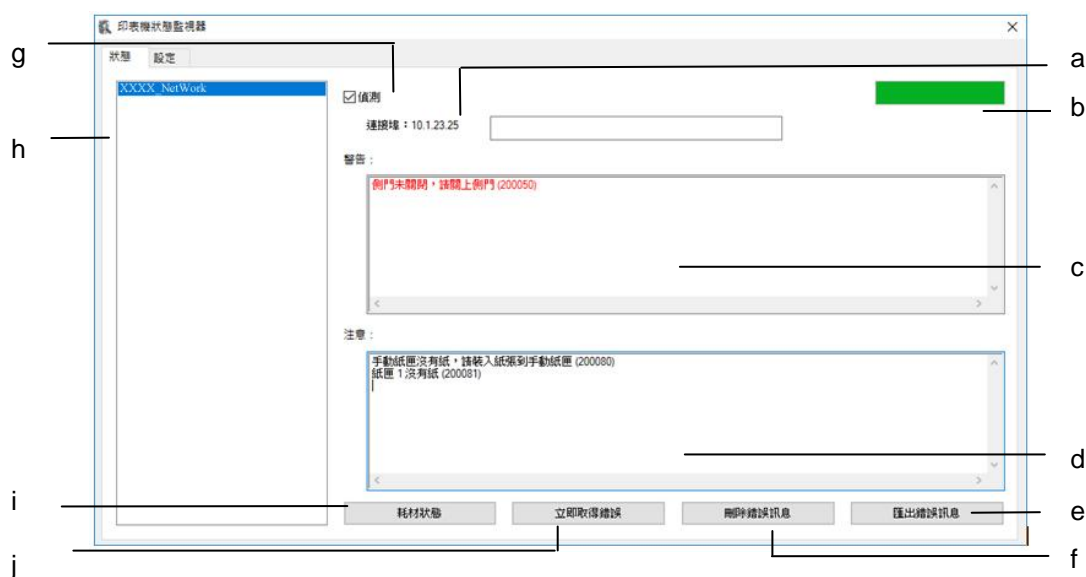 印表機狀態監視器
狀態 設定
g
a
XXXX_NetWork
偵測
b
連接埠：10.1.23.25
h
警告：
側門未關閉，請關上側門 (200050)
c
注意：
手動紙匣沒有紙，請裝入紙張到手動紙匣 (200080)
紙匣 1 沒有紙 (200081)
d
i
耗材狀態 立即取得錯誤 刪除錯誤訊息 匯出錯誤訊息
e
j
f